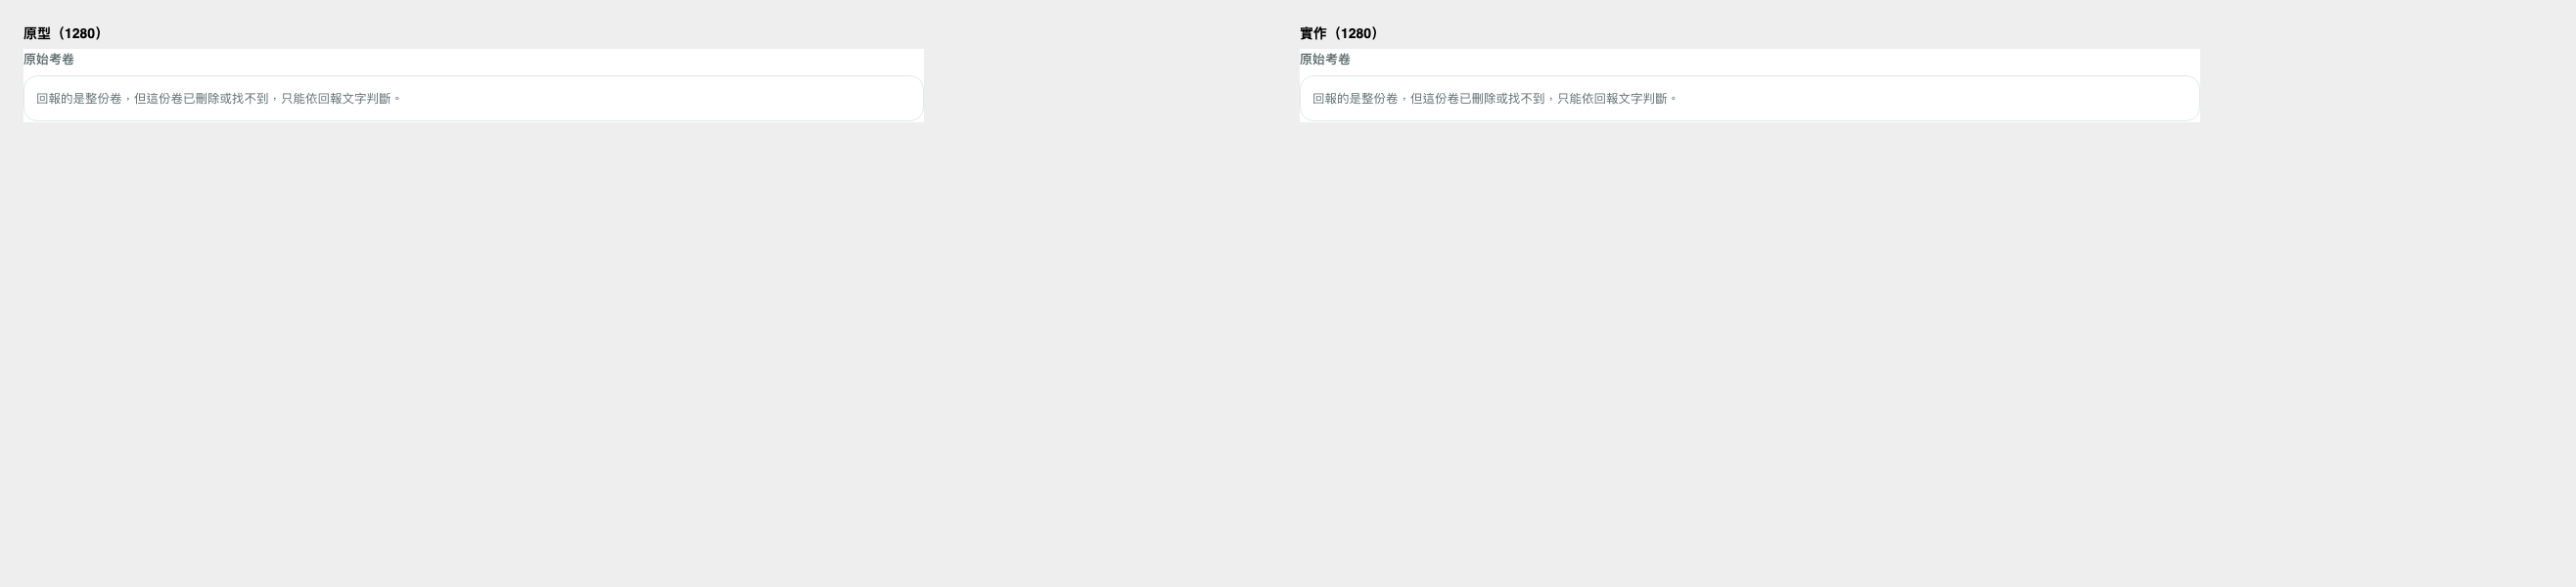 原型（1280）
原始考卷
回報的是整份卷，但這份卷已刪除或找不到，只能依回報文字判斷。
實作（1280）
原始考卷
回報的是整份卷，但這份卷已刪除或找不到，只能依回報文字判斷。